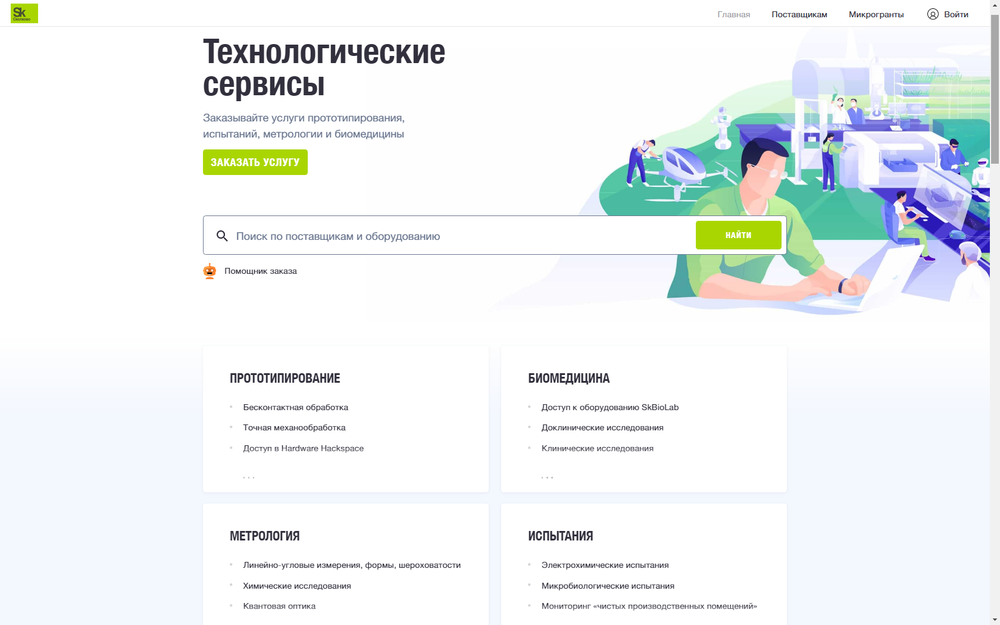 Sk
Сколково
Главная
Поставщикам
Микрогранты
Войти
Технологические
сервисы
Заказывайте услуги прототипирования,
испытаний, метрологии и биомедицины
ЗАКАЗАТЬ УСЛУГУ
Поиск по поставщикам и оборудованию
НАЙТИ
Помощник заказа
ПРОТОТИПИРОВАНИЕ
Бесконтактная обработка
Точная механообработка
Доступ в Hardware Hackspace
...
БИОМЕДИЦИНА
Доступ к оборудованию SkBioLab
Доклинические исследования
Клинические исследования
...
МЕТРОЛОГИЯ
Линейно-угловые измерения, формы, шероховатости
Химические исследования
Квантовая оптика
ИСПЫТАНИЯ
Электрохимические испытания
Микробиологические испытания
Мониторинг «чистых производственных помещений»